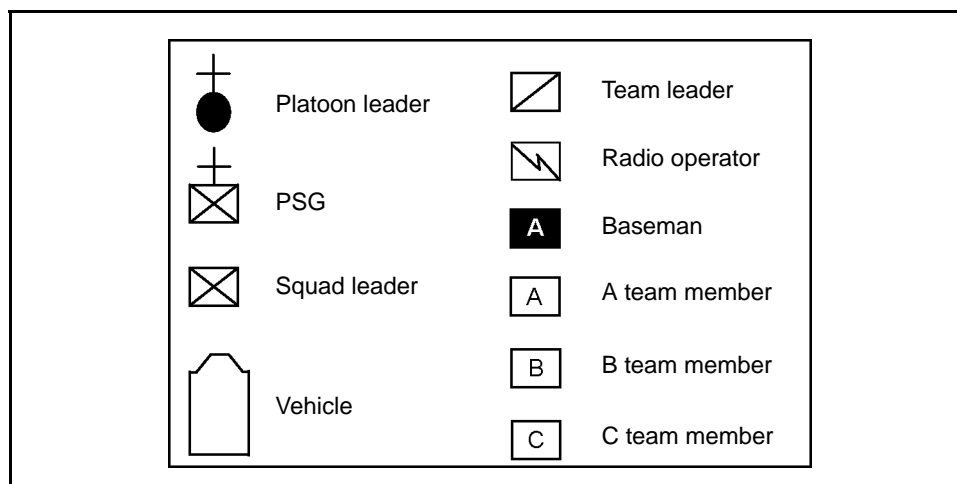 Platoon leader
PSG
Squad leader
Vehicle
Team leader
Radio operator
A Baseman
A A team member
B B team member
C C team member